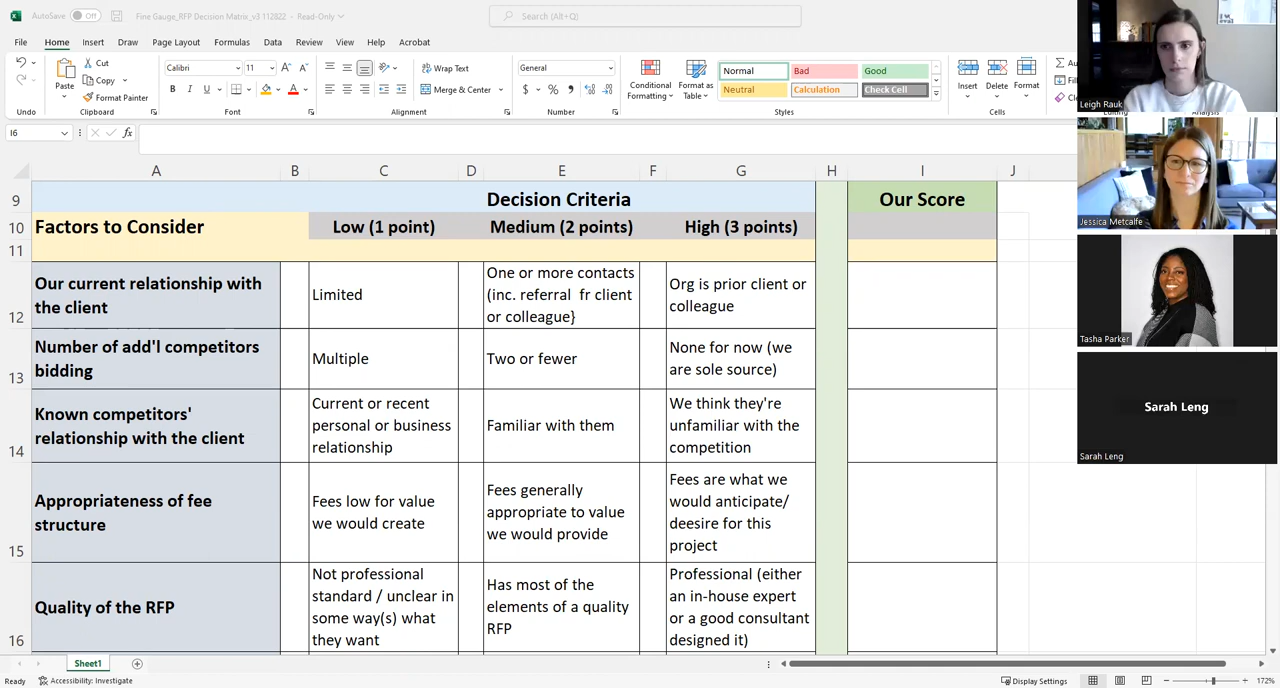 AutoSave Off Fine Gauge_RFP Decision Matrix_v3 112822 - Read-Only Search (Alt+Q)
File Home Insert Draw Page Layout Formulas Data Review View Help Acrobat
Paste
Cut
Copy
Format Painter
Calibri 11
B I U
Wrap Text
Merge & Center
General
Conditional Formatting
Format as Table
Normal Bad Good
Neutral Calculation Check Cell
Insert Delete Format
Undo Clipboard Font Alignment Number Styles Cells
I6 fx
A B C D E F G H I J
9 Decision Criteria Our Score
10 Factors to Consider Low (1 point) Medium (2 points) High (3 points)
11
12
Our current relationship with
the client
Limited
One or more contacts
(inc. referral fr client
or colleague}
Org is prior client or
colleague
13
Number of add'l competitors
bidding
Multiple
Two or fewer
None for now (we
are sole source)
14
Known competitors'
relationship with the client
Current or recent
personal or business
relationship
Familiar with them
We think they're
unfamiliar with the
competition
15
Appropriateness of fee
structure
Fees low for value
we would create
Fees generally
appropriate to value
we would provide
Fees are what we
would anticipate/
deesire for this
project
16
Quality of the RFP
Not professional
standard / unclear in
some way(s) what
they want
Has most of the
elements of a quality
RFP
Professional (either
an in-house expert
or a good consultant
designed it)
Sheet1
Ready Accessibility: Investigate Display Settings 172%
Leigh Rauk
Jessica Metcalfe
Tasha Parker
Sarah Leng
Sarah Leng